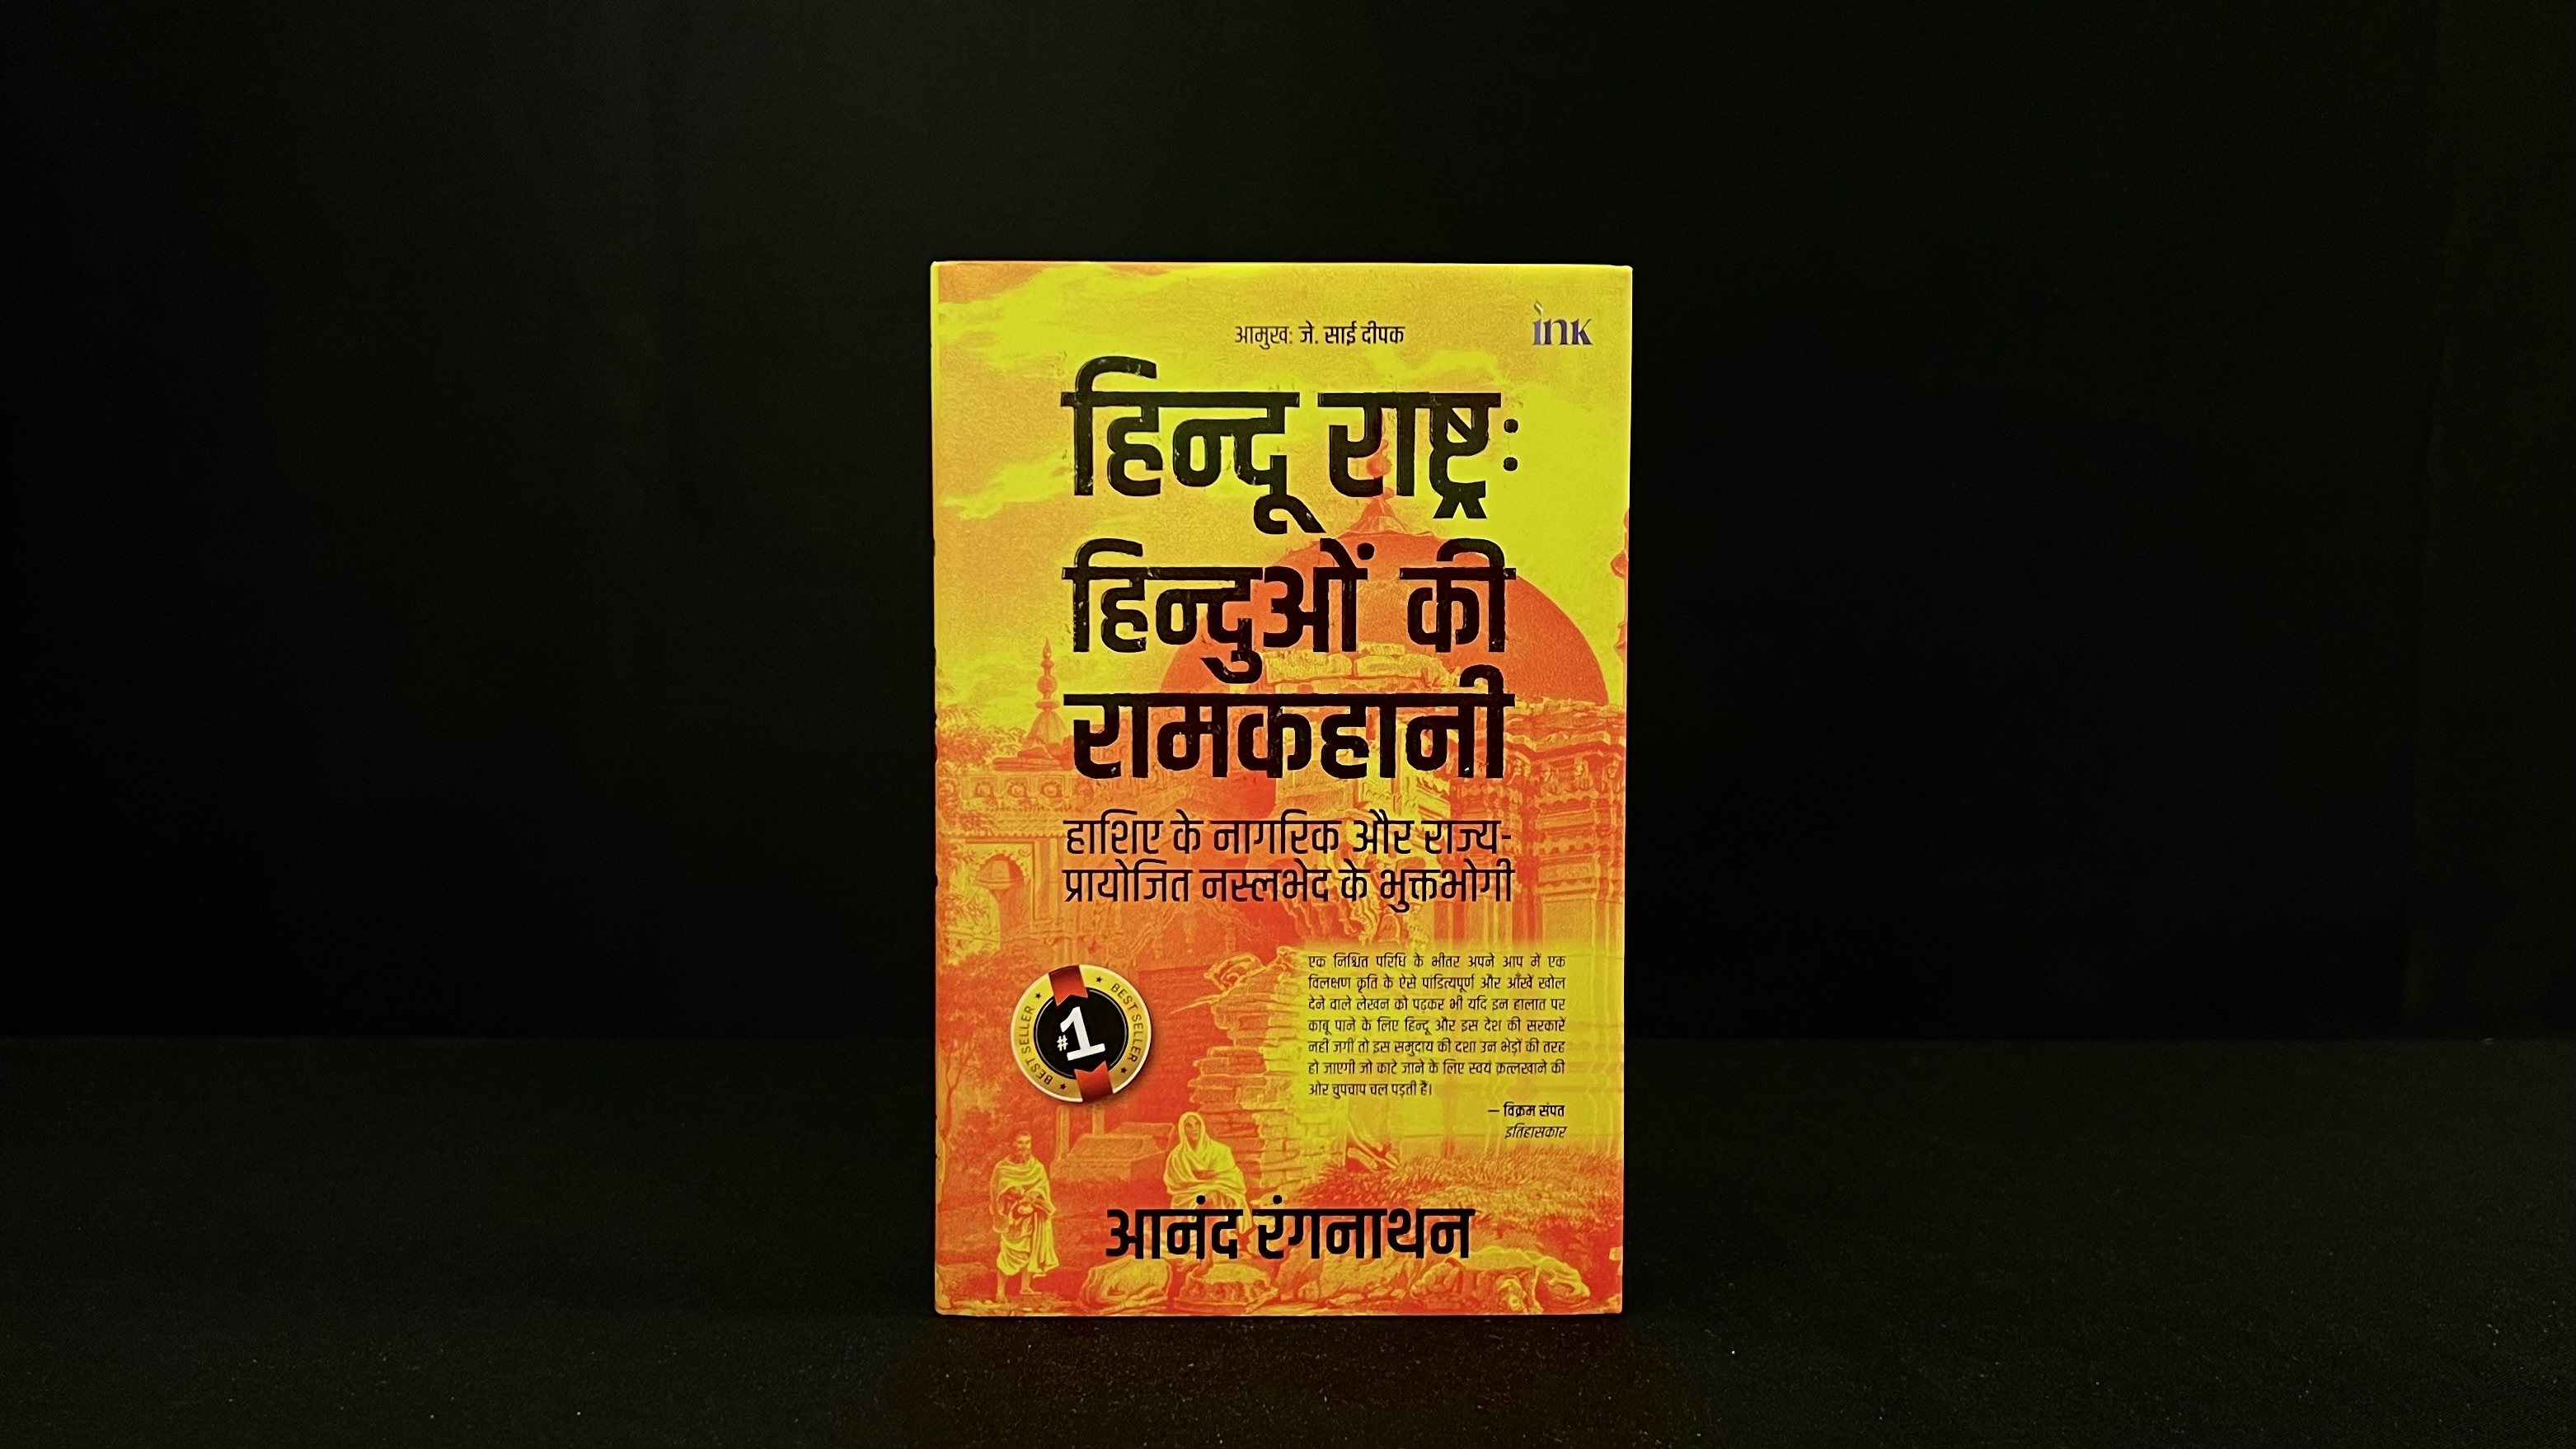 आमुख: जे. साई दीपक
ink
हिन्दू राष्ट्र:
हिन्दुओं की
रामकहानी
हाशिए के नागरिक और राज्य-
प्रायोजित नस्लभेद के भुक्तभोगी
एक निश्चित परिधि के भीतर अपने आप में एक
विलक्षण कृति के ऐसे पांडित्यपूर्ण और आँखें खोल
देने वाले लेखन को पढ़कर भी यदि इन हालात पर
काबू पाने के लिए हिन्दू और इस देश की सरकारें
नहीं जगीं तो इस समुदाय की दशा उन भेड़ों की तरह
हो जाएगी जो काटे जाने के लिए स्वयं क़त्लखाने की
ओर चुपचाप चल पड़ती हैं।
— विक्रम संपत
इतिहासकार
BEST SELLER
#1
BEST SELLER
आनंद रंगनाथन